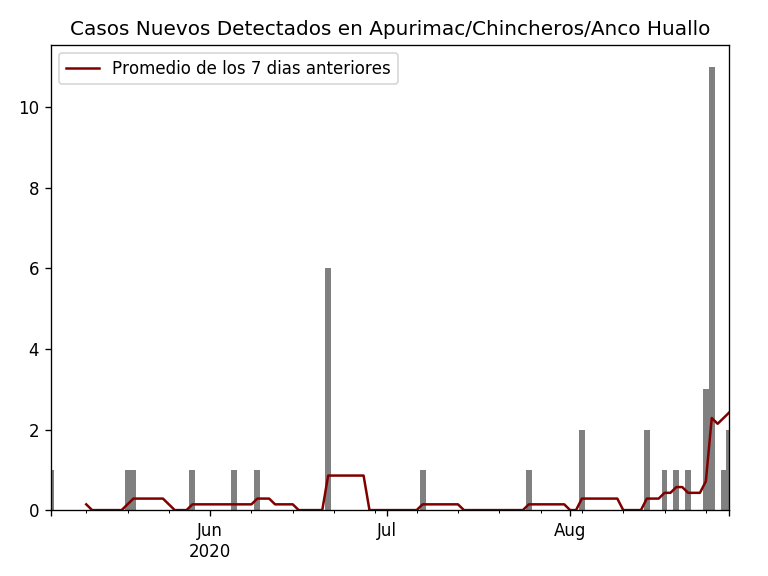 Casos Nuevos Detectados en Apurimac/Chincheros/Anco Huallo
Promedio de los 7 dias anteriores
10
8
6
4
2
0
Jun
2020
Jul
Aug